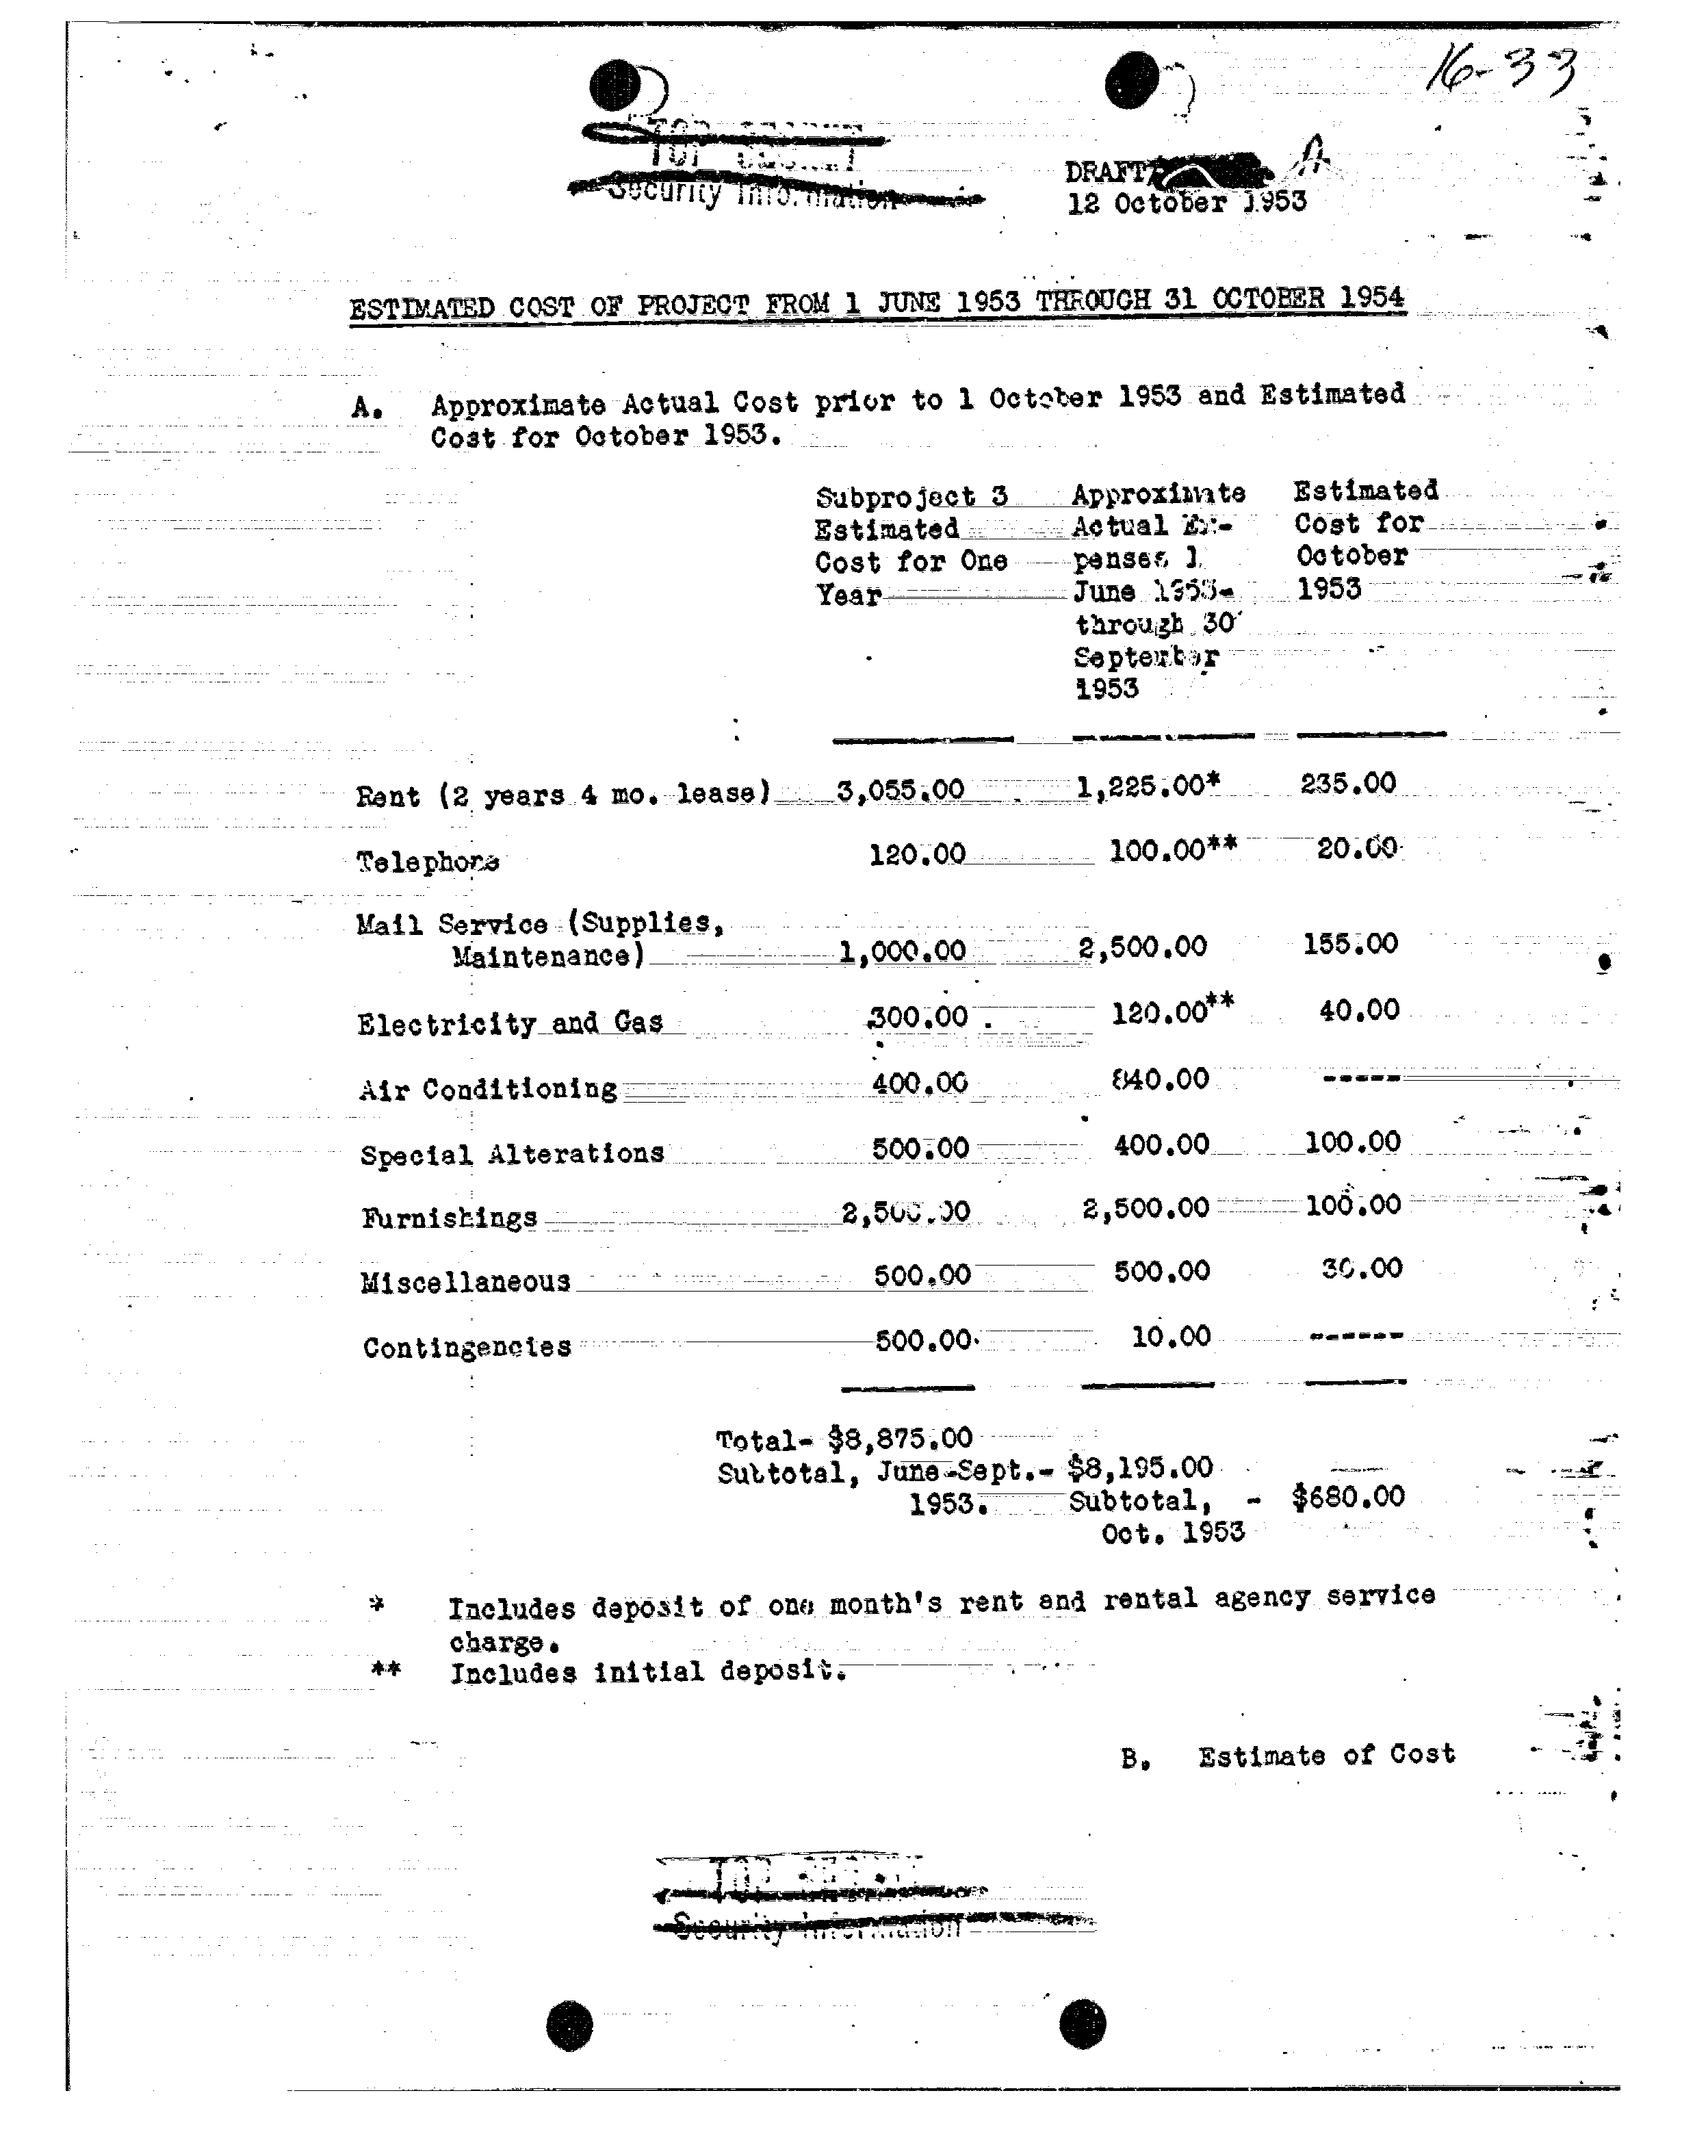 16-33
TOP SECRET
Security Information
DRAFT A
12 October 1953
ESTIMATED COST OF PROJECT FROM 1 JUNE 1953 THROUGH 31 OCTOBER 1954
A. Approximate Actual Cost prior to 1 October 1953 and Estimated
Cost for October 1953.
Subproject 3 Approximate Estimated
Estimated Actual Ex- Cost for
Cost for One penses 1 October
Year June 1953- 1953
through 30
September
1953
Rent (2 years 4 mo. lease) 3,055.00 1,225.00* 235.00
Telephone 120.00 100.00** 20.00
Mail Service (Supplies,
Maintenance) 1,000.00 2,500.00 155.00
Electricity and Gas 300.00 120.00** 40.00
Air Conditioning 400.00 840.00 -----
Special Alterations 500.00 400.00 100.00
Furnishings 2,500.00 2,500.00 100.00
Miscellaneous 500.00 500.00 30.00
Contingencies 500.00 10.00 ------
Total- $8,875.00
Subtotal, June-Sept.- $8,195.00
1953. Subtotal, - $680.00
Oct. 1953
* Includes deposit of one month's rent and rental agency service
charge.
** Includes initial deposit.
B. Estimate of Cost
TOP SECRET
Security Information